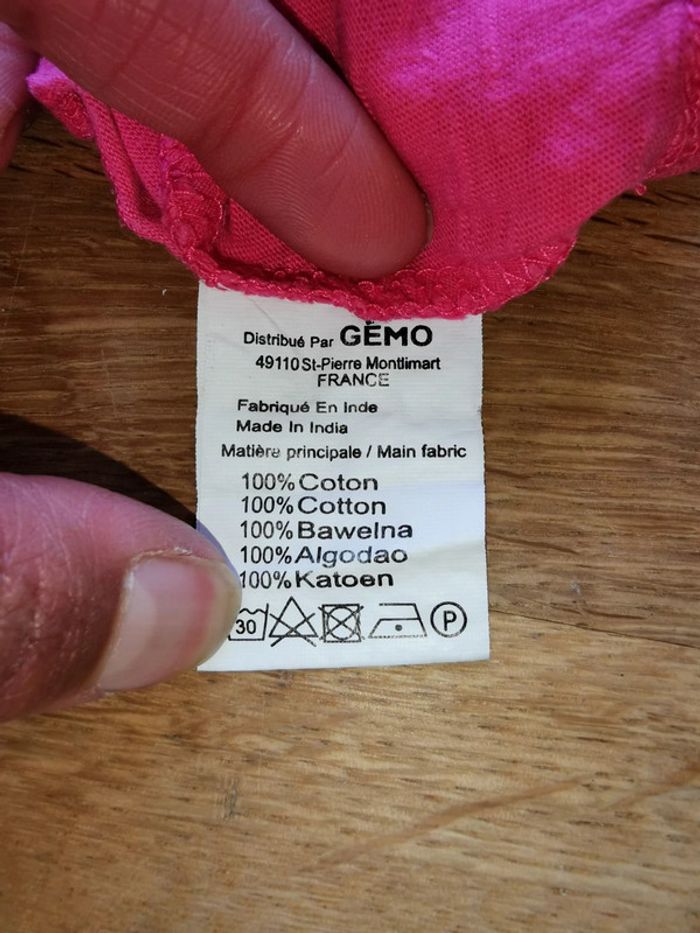 Distribué Par GÉMO
49110 St-Pierre Montlimart
FRANCE
Fabriqué En Inde
Made In India
Matière principale / Main fabric
100% Coton
100% Cotton
100% Bawelna
100% Algodao
100% Katoen
30 P